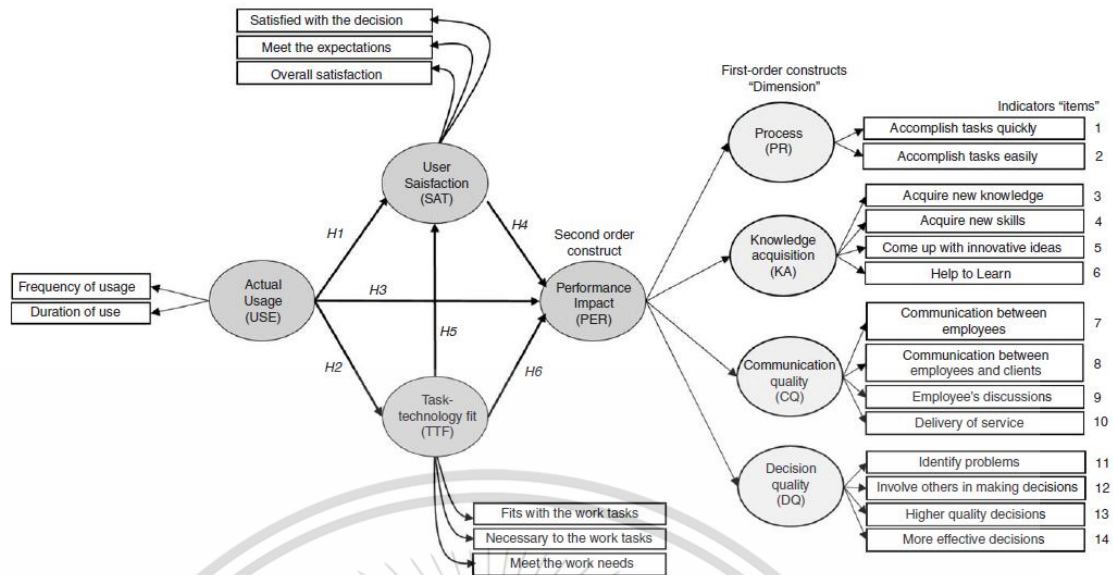 Satisfied with the decision
Meet the expectations
Overall satisfaction
First-order constructs
"Dimension"
Indicators "items"
Process
(PR)
Accomplish tasks quickly 1
Accomplish tasks easily 2
User
Saisfaction
(SAT)
Acquire new knowledge 3
Acquire new skills 4
Come up with innovative ideas 5
Help to Learn 6
Knowledge
acquisition
(KA)
H1
H4
Second order
construct
Frequency of usage
Duration of use
Actual
Usage
(USE)
H3
Performance
Impact
(PER)
H5
H2
H6
Communication between
employees 7
Communication between
employees and clients 8
Employee's discussions 9
Delivery of service 10
Communication
quality
(CQ)
Task-
technology fit
(TTF)
Decision
quality
(DQ)
Identify problems 11
Involve others in making decisions 12
Higher quality decisions 13
More effective decisions 14
Fits with the work tasks
Necessary to the work tasks
Meet the work needs